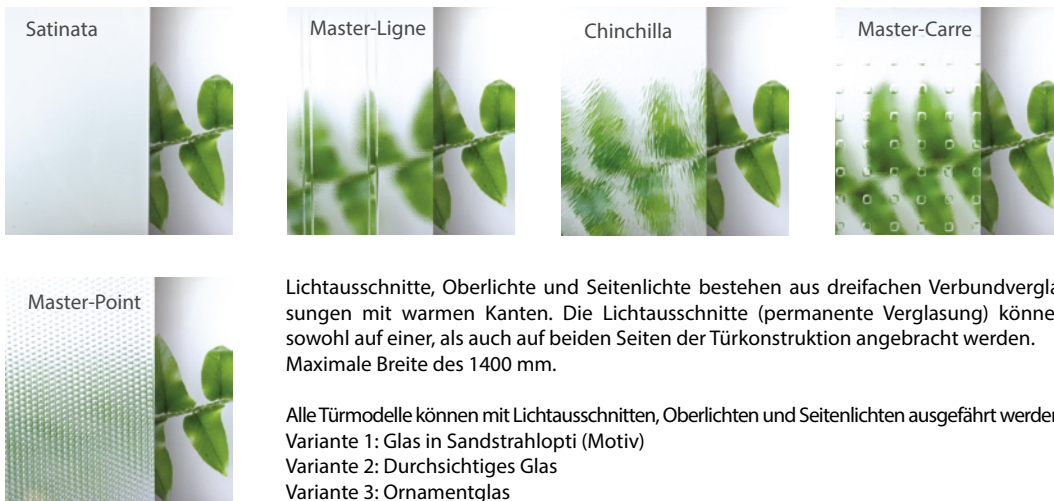 Satinata
Master-Ligne
Chinchilla
Master-Carre
Master-Point
Lichtausschnitte, Oberlichte und Seitenlichte bestehen aus dreifachen Verbundvergla
sungen mit warmen Kanten. Die Lichtausschnitte (permanente Verglasung) könne
sowohl auf einer, als auch auf beiden Seiten der Türkonstruktion angebracht werden.
Maximale Breite des 1400 mm.
Alle Türmodelle können mit Lichtausschnitten, Oberlichten und Seitenlichten ausgefährt werde
Variante 1: Glas in Sandstrahlopti (Motiv)
Variante 2: Durchsichtiges Glas
Variante 3: Ornamentglas